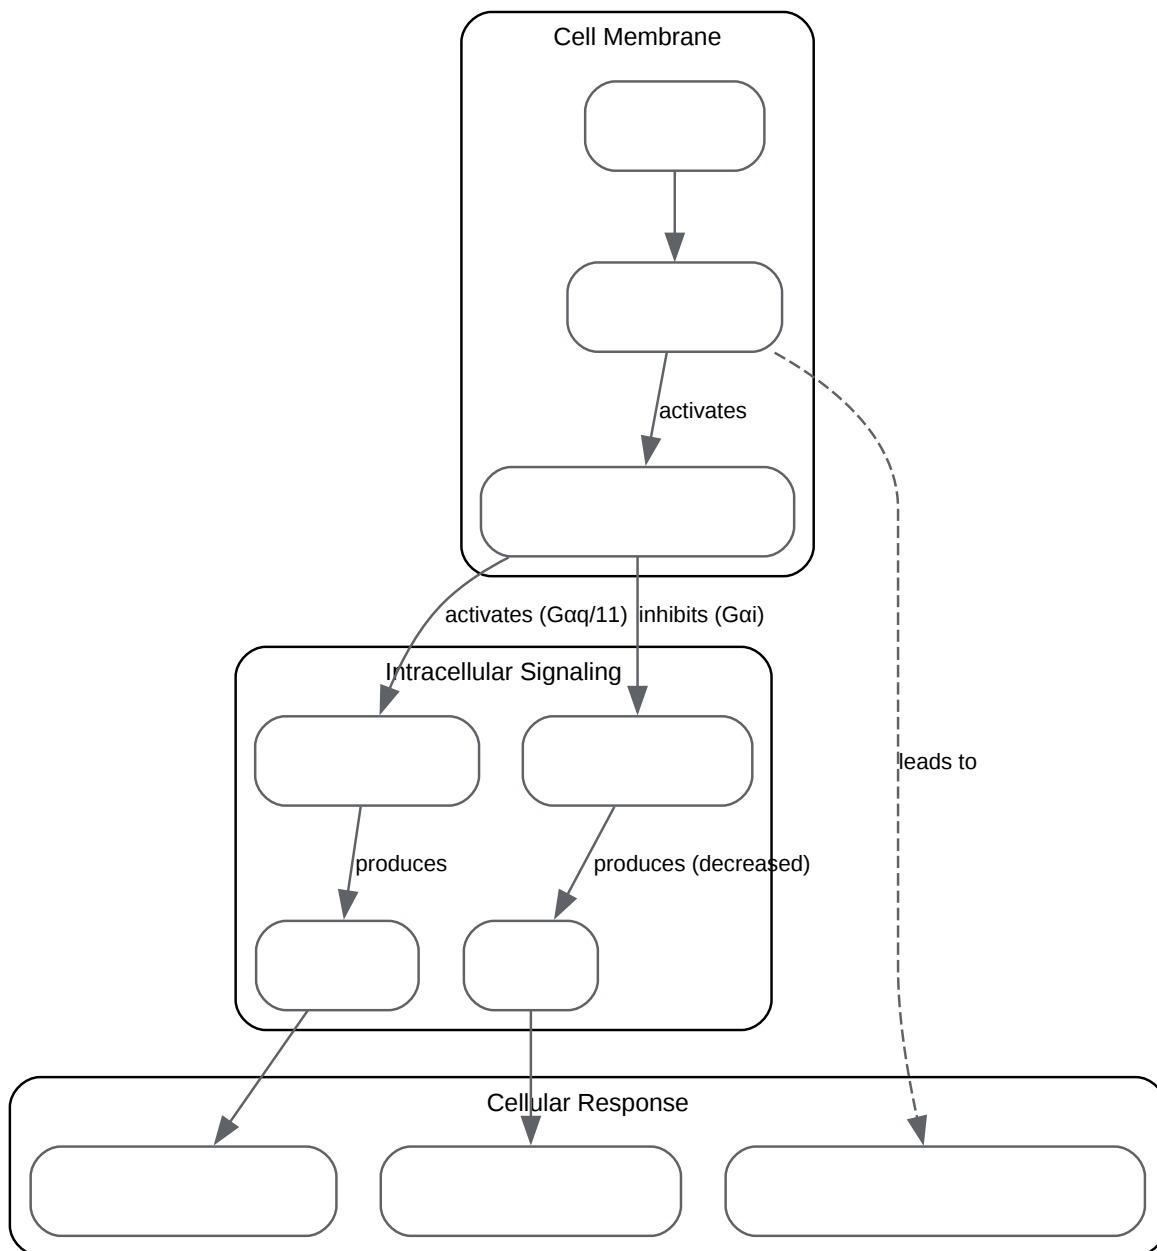 Cell Membrane
activates
activates (Gαq/11)
inhibits (Gαi)
Intracellular Signaling
leads to
produces
produces (decreased)
Cellular Response